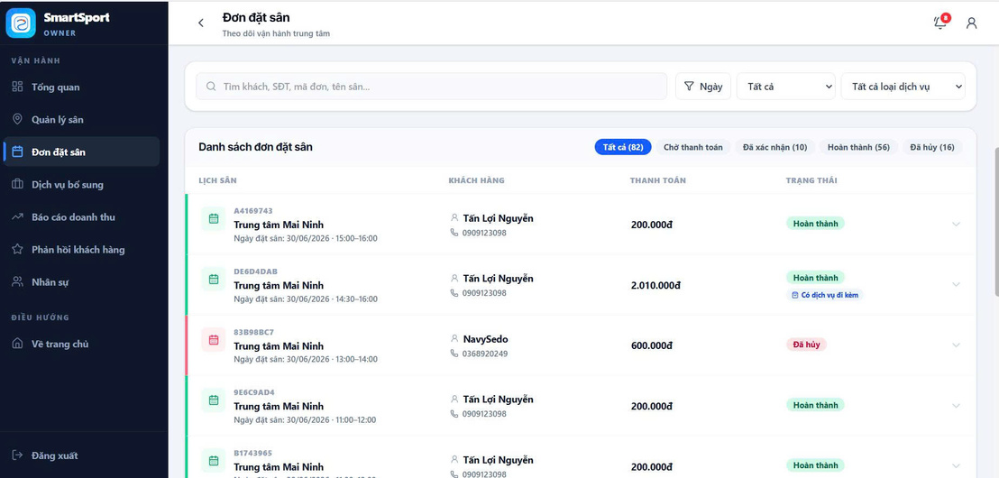 SmartSport
OWNER
VẬN HÀNH
Tổng quan
Quản lý sân
Đơn đặt sân
Dịch vụ bổ sung
Báo cáo doanh thu
Phản hồi khách hàng
Nhân sự
ĐIỀU HƯỚNG
Về trang chủ
Đăng xuất
Đơn đặt sân
Theo dõi vận hành trung tâm
8
Tìm khách, SĐT, mã đơn, tên sân...
Ngày
Tất cả
Tất cả loại dịch vụ
Danh sách đơn đặt sân
Tất cả (82)
Chờ thanh toán
Đã xác nhận (10)
Hoàn thành (56)
Đã hủy (16)
LỊCH SÂN
KHÁCH HÀNG
THANH TOÁN
TRẠNG THÁI
A4169743
Trung tâm Mai Ninh
Ngày đặt sân: 30/06/2026 · 15:00–16:00
Tấn Lợi Nguyễn
0909123098
200.000đ
Hoàn thành
DE6D4DAB
Trung tâm Mai Ninh
Ngày đặt sân: 30/06/2026 · 14:30–16:00
Tấn Lợi Nguyễn
0909123098
2.010.000đ
Hoàn thành
Có dịch vụ đi kèm
83B98BC7
Trung tâm Mai Ninh
Ngày đặt sân: 30/06/2026 · 13:00–14:00
NavySedo
0368920249
600.000đ
Đã hủy
9E6C9AD4
Trung tâm Mai Ninh
Ngày đặt sân: 30/06/2026 · 11:00–12:00
Tấn Lợi Nguyễn
0909123098
200.000đ
Hoàn thành
B1743965
Trung tâm Mai Ninh
Tấn Lợi Nguyễn
0909123098
200.000đ
Hoàn thành